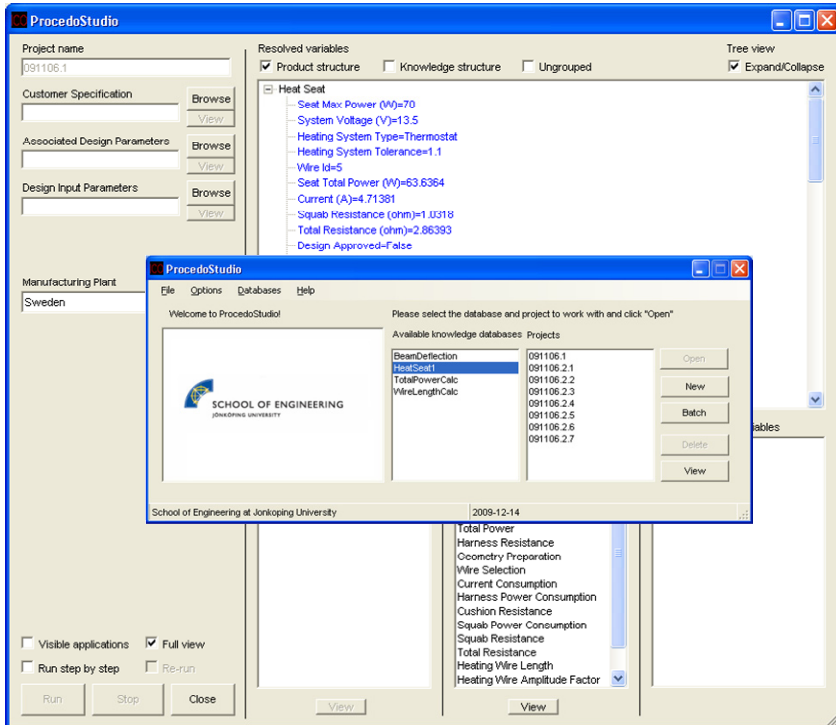 ProcedoStudio
Project name
091106.1
Customer Specification
Browse
View
Associated Design Parameters
Browse
View
Design Input Parameters
Browse
View
Manufacturing Plant
Sweden
Visible applications
Full view
Run step by step
Re-run
Run
Stop
Close
Resolved variables
Product structure
Knowledge structure
Ungrouped
Tree view
Expand/Collapse
Heat Seat
Seat Max Power (W)=70
System Voltage (V)=13.5
Heating System Type=Thermostat
Heating System Tolerance=1.1
Wire Id=5
Seat Total Power (W)=63.6364
Current (A)=4.71381
Squab Resistance (ohm)=1.0318
Total Resistance (ohm)=2.86393
Design Approved=False
ProcedoStudio
File Options Databases Help
Welcome to ProcedoStudio!
SCHOOL OF ENGINEERING
JÖNKÖPING UNIVERSITY
Please select the database and project to work with and click "Open"
Available knowledge databases
BeamDeflection
HeatSeat1
TotalPowerCalc
WireLengthCalc
Projects
091106.1
091106.2.1
091106.2.2
091106.2.3
091106.2.4
091106.2.5
091106.2.6
091106.2.7
Open
New
Batch
Delete
View
School of Engineering at Jonkoping University
2009-12-14
iables
Total Power
Harness Resistance
Geometry Preparation
Wire Selection
Current Consumption
Harness Power Consumption
Cushion Resistance
Squab Power Consumption
Squab Resistance
Total Resistance
Heating Wire Length
Heating Wire Amplitude Factor
View
View